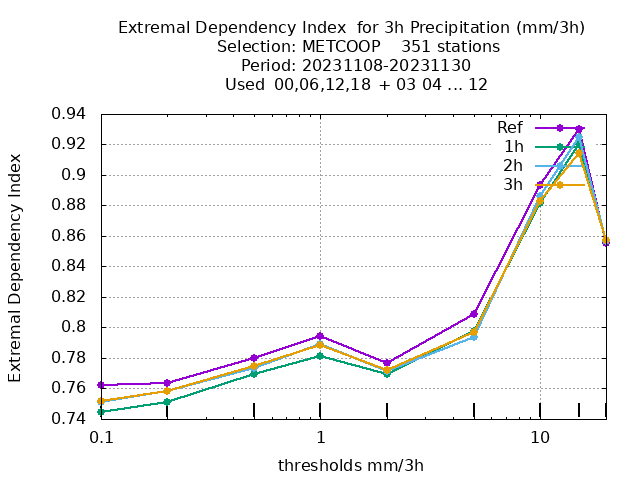 Extremal Dependency Index  for 3h Precipitation (mm/3h)
Selection: METCOOP    351 stations
Period: 20231108-20231130
Used  00,06,12,18  + 03 04 ... 12
Extremal Dependency Index
0.94
0.92
0.9
0.88
0.86
0.84
0.82
0.8
0.78
0.76
0.74
Ref
1h
2h
3h
0.1 1 10
thresholds mm/3h